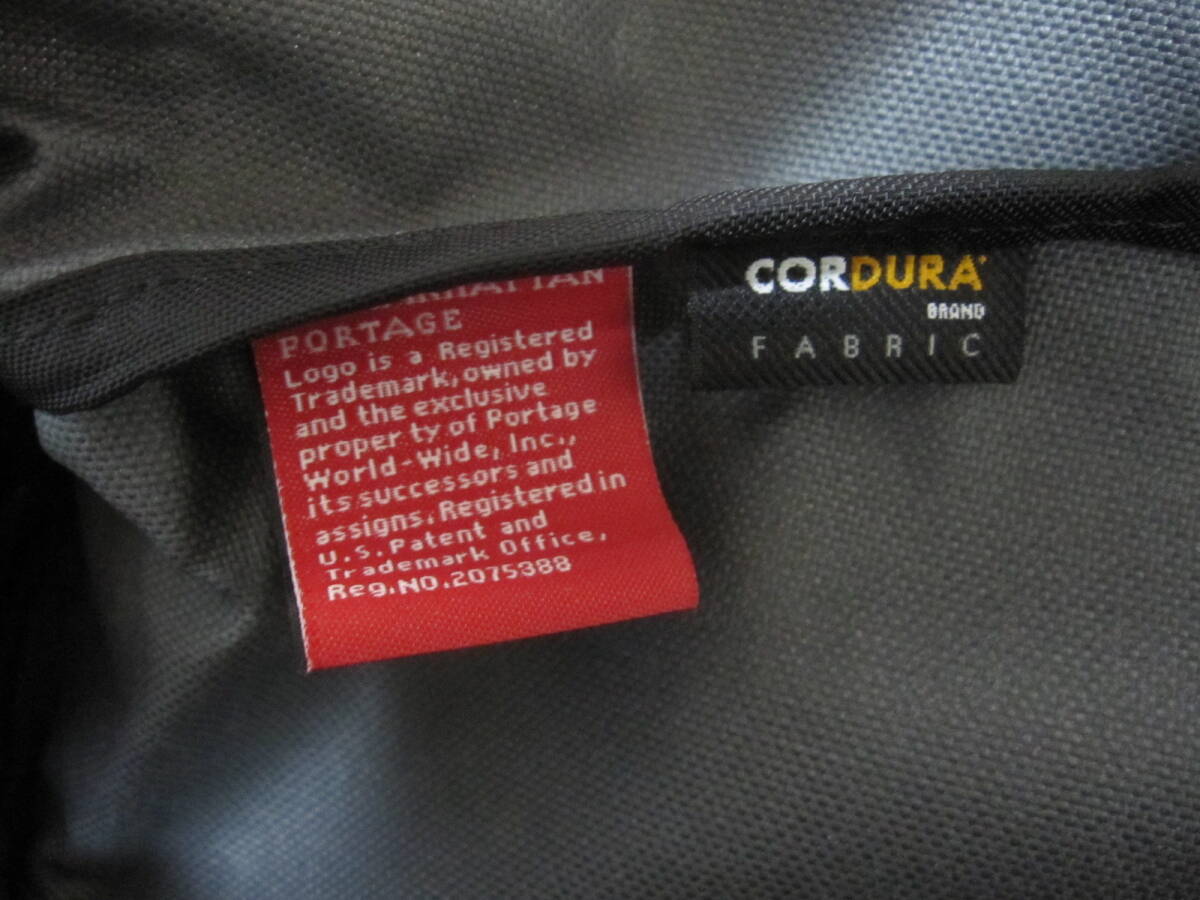 MANHATTAN
PORTAGE
Logo is a Registered
Trademark, owned by
and the exclusive
property of Portage
World-Wide, Inc.,
its successors and
assigns. Registered in
U.S. Patent and
Trademark Office,
Reg. NO. 2075388
CORDURA
BRAND
FABRIC